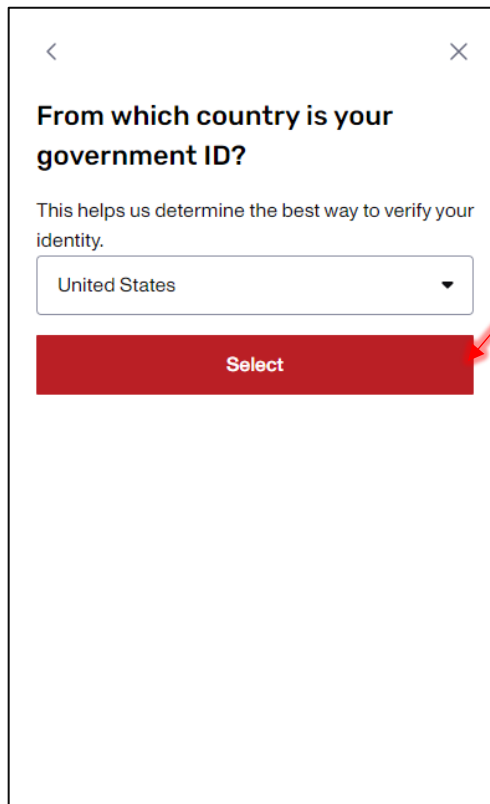 From which country is your
government ID?
This helps us determine the best way to verify your
identity.
United States
Select